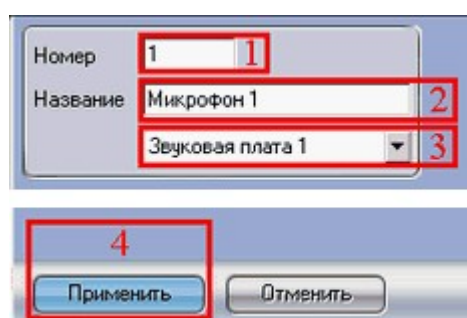 Номер 1 1
Название Микрофон 1 2
Звуковая плата 1 3
4
Применить Отменить